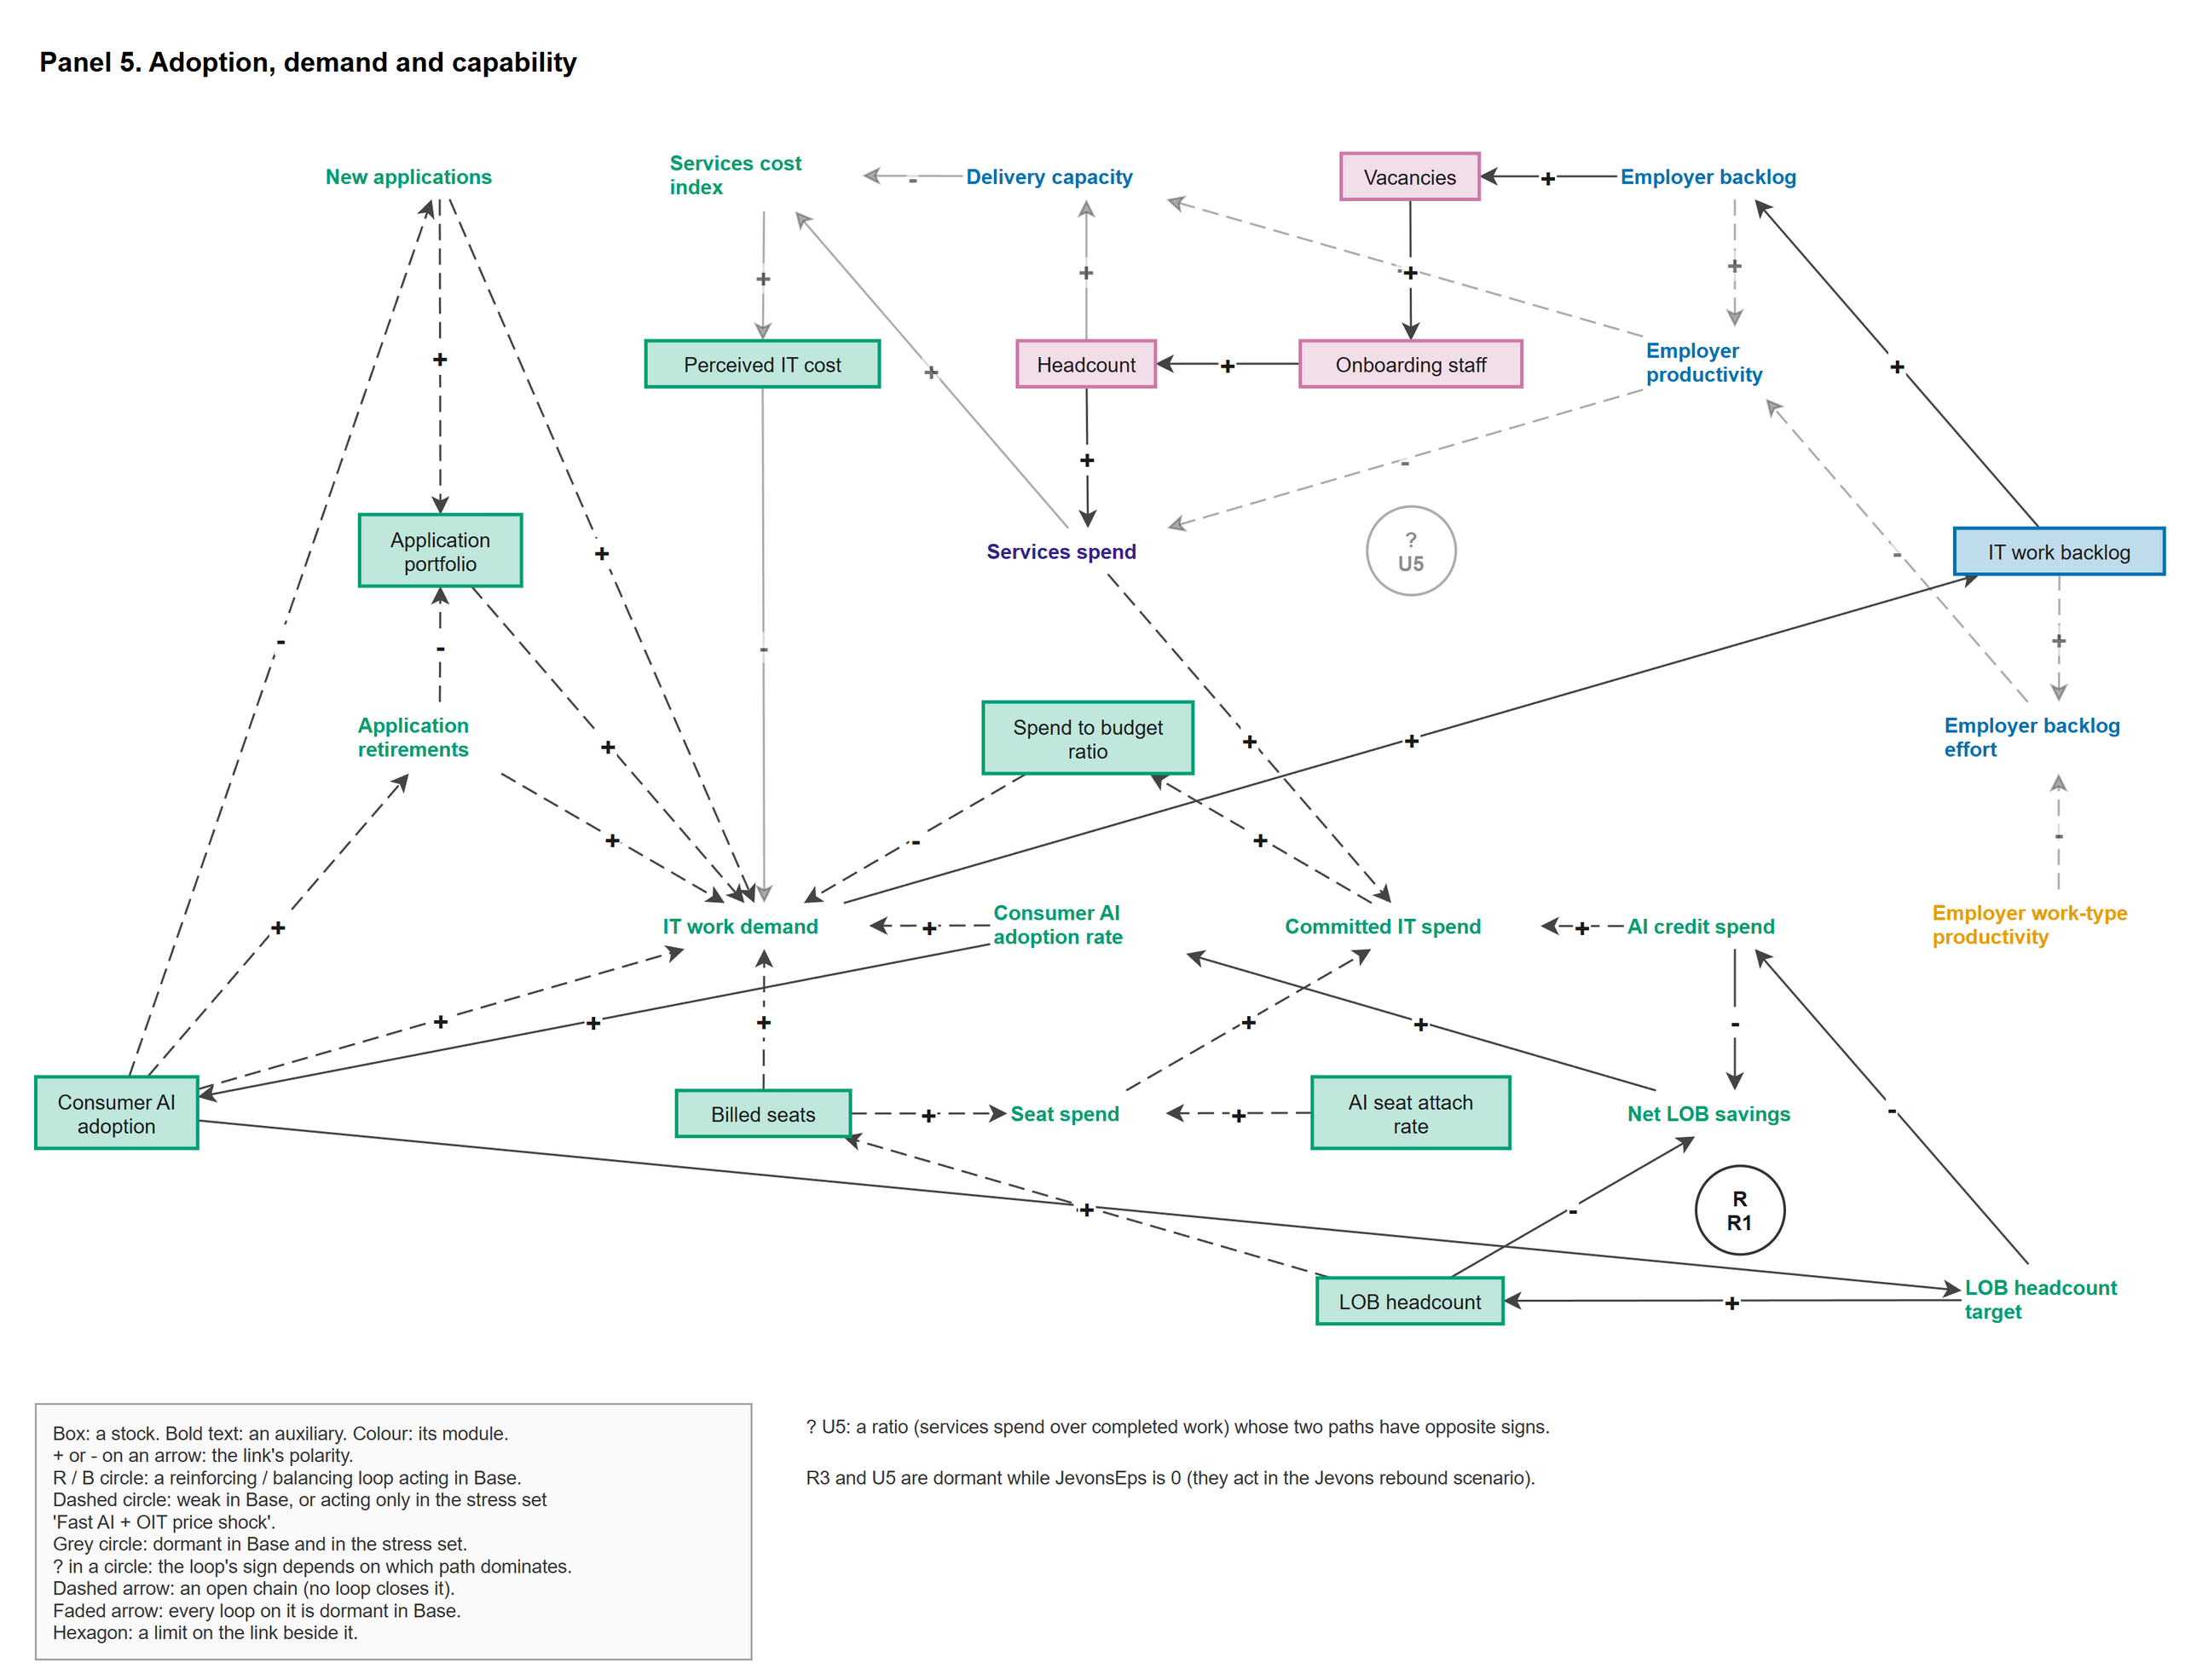 Panel 5. Adoption, demand and capability
New applications
Services cost
index
-
Delivery capacity
Vacancies
+
Employer backlog
+
+
+
+
+
-
Perceived IT cost
+
Headcount
+
Onboarding staff
Employer
productivity
+
+
-
Application
portfolio
+
Services spend
?
U5
-
IT work backlog
-
-
-
+
Application
retirements
+
Spend to budget
ratio
+
+
Employer backlog
effort
+
-
+
-
IT work demand
+
Consumer AI
adoption rate
Committed IT spend
+
AI credit spend
Employer work-type
productivity
+
+
+
+
+
+
-
Consumer AI
adoption
Billed seats
+
Seat spend
+
AI seat attach
rate
Net LOB savings
-
+
-
R
R1
LOB headcount
+
LOB headcount
target
Box: a stock. Bold text: an auxiliary. Colour: its module.
+ or - on an arrow: the link's polarity.
R / B circle: a reinforcing / balancing loop acting in Base.
Dashed circle: weak in Base, or acting only in the stress set
'Fast AI + OIT price shock'.
Grey circle: dormant in Base and in the stress set.
? in a circle: the loop's sign depends on which path dominates.
Dashed arrow: an open chain (no loop closes it).
Faded arrow: every loop on it is dormant in Base.
Hexagon: a limit on the link beside it.
? U5: a ratio (services spend over completed work) whose two paths have opposite signs.
R3 and U5 are dormant while JevonsEps is 0 (they act in the Jevons rebound scenario).